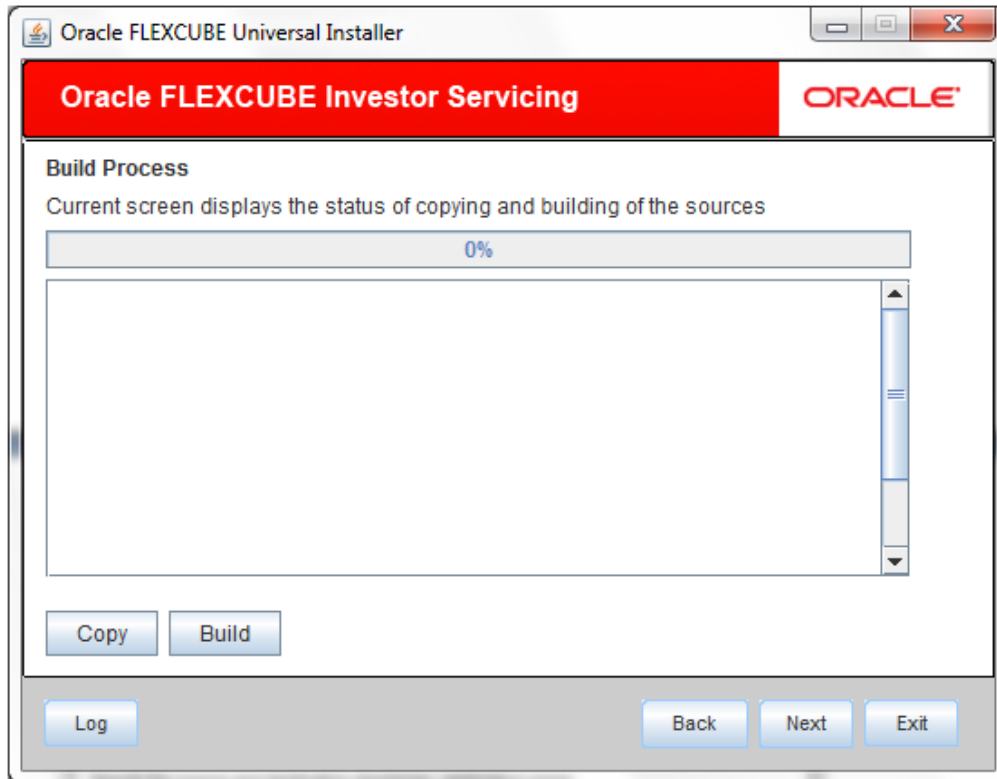 Oracle FLEXCUBE Universal Installer
Oracle FLEXCUBE Investor Servicing
ORACLE
Build Process
Current screen displays the status of copying and building of the sources
0%
Copy Build
Log Back Next Exit